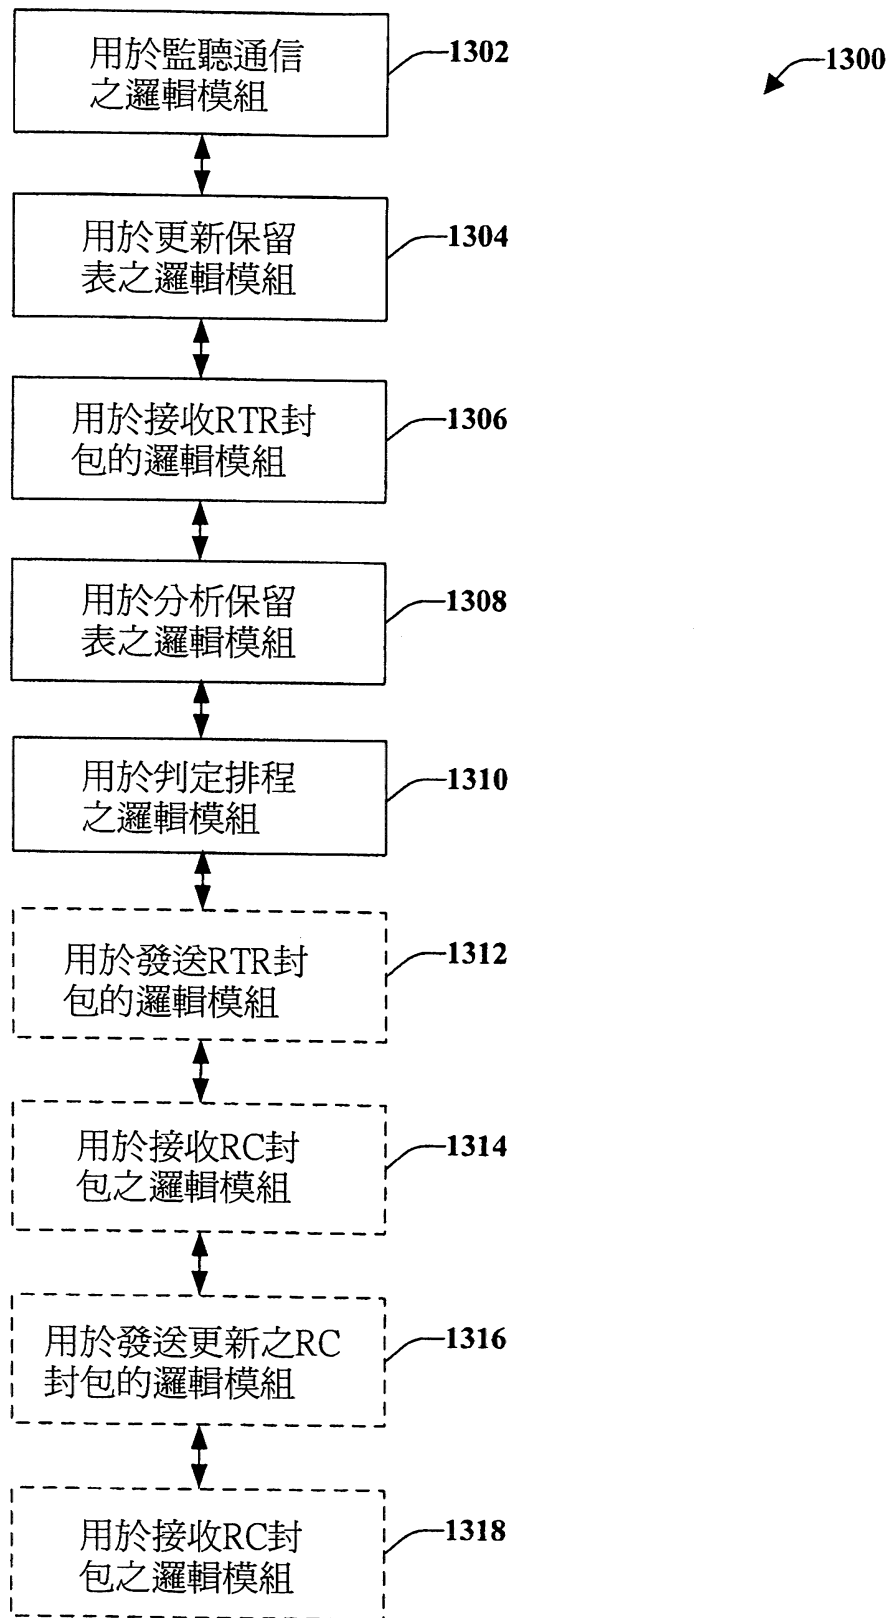 用於監聽通信
之邏輯模組
1302
1300
用於更新保留
表之邏輯模組
1304
用於接收RTR封
包的邏輯模組
1306
用於分析保留
表之邏輯模組
1308
用於判定排程
之邏輯模組
1310
用於發送RTR封
包的邏輯模組
1312
用於接收RC封
包之邏輯模組
1314
用於發送更新之RC
封包的邏輯模組
1316
用於接收RC封
包之邏輯模組
1318